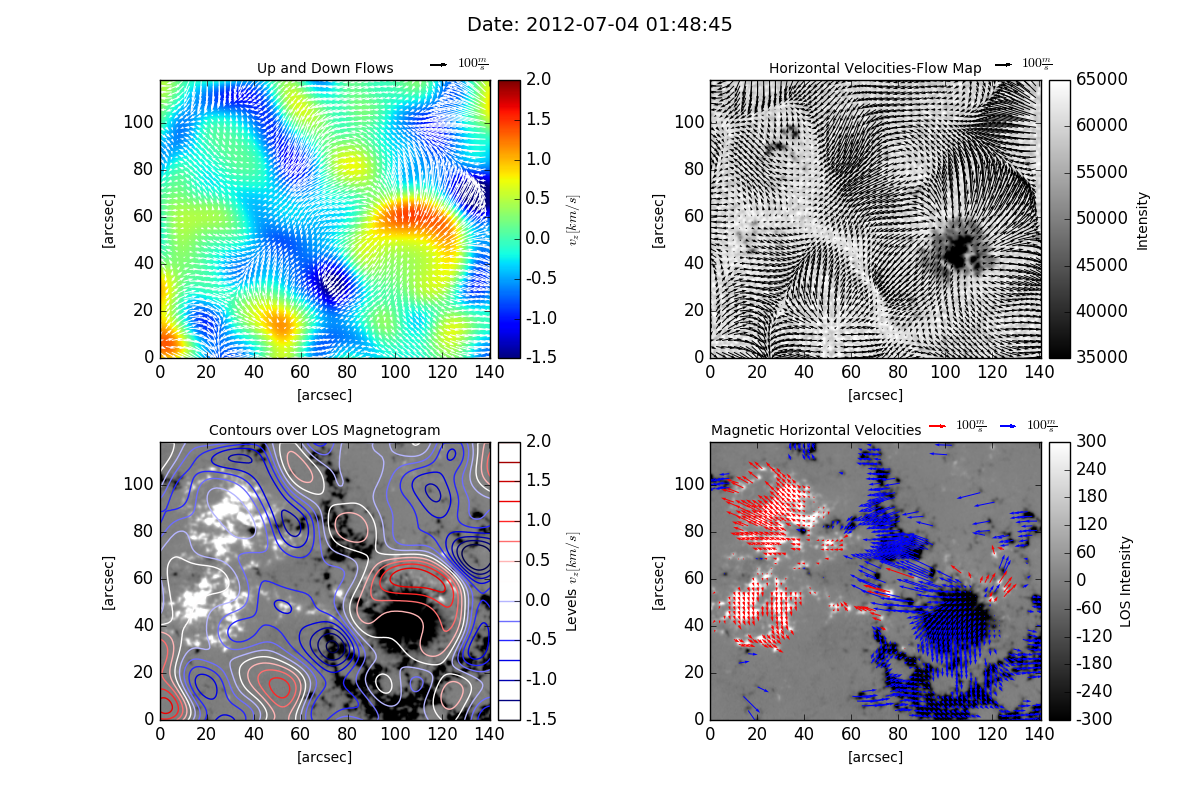 Date: 2012-07-04 01:48:45
Up and Down Flows
100 m/s
100
80
60
40
20
0
[arcsec]
0 20 40 60 80 100 120 140
[arcsec]
2.0
1.5
1.0
0.5
0.0
-0.5
-1.0
-1.5
v_z[km/s]
Horizontal Velocities-Flow Map
100 m/s
100
80
60
40
20
0
[arcsec]
0 20 40 60 80 100 120 140
[arcsec]
65000
60000
55000
50000
45000
40000
35000
Intensity
Contours over LOS Magnetogram
100
80
60
40
20
0
[arcsec]
0 20 40 60 80 100 120 140
[arcsec]
2.0
1.5
1.0
0.5
0.0
-0.5
-1.0
-1.5
Levels v_z[km/s]
Magnetic Horizontal Velocities
100 m/s 100 m/s
100
80
60
40
20
0
[arcsec]
0 20 40 60 80 100 120 140
[arcsec]
300
240
180
120
60
0
-60
-120
-180
-240
-300
LOS Intensity